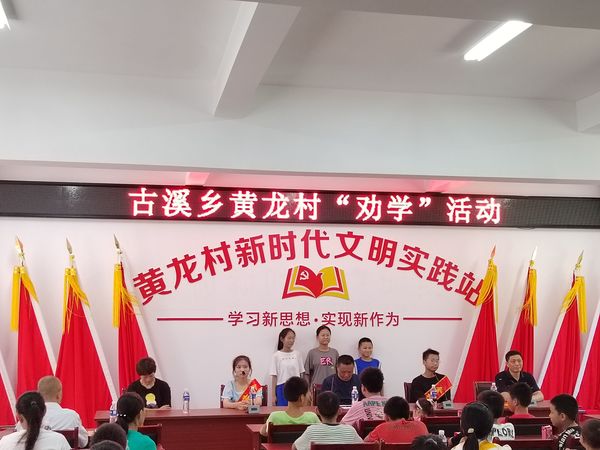 古溪乡黄龙村“劝学”活动
黄龙村新时代文明实践站
学习新思想·实现新作为